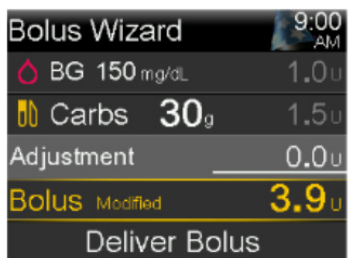 Bolus Wizard 9:00 AM
BG 150 mg/dL 1.0u
Carbs 30g 1.5u
Adjustment 0.0u
Bolus Modified 3.9u
Deliver Bolus